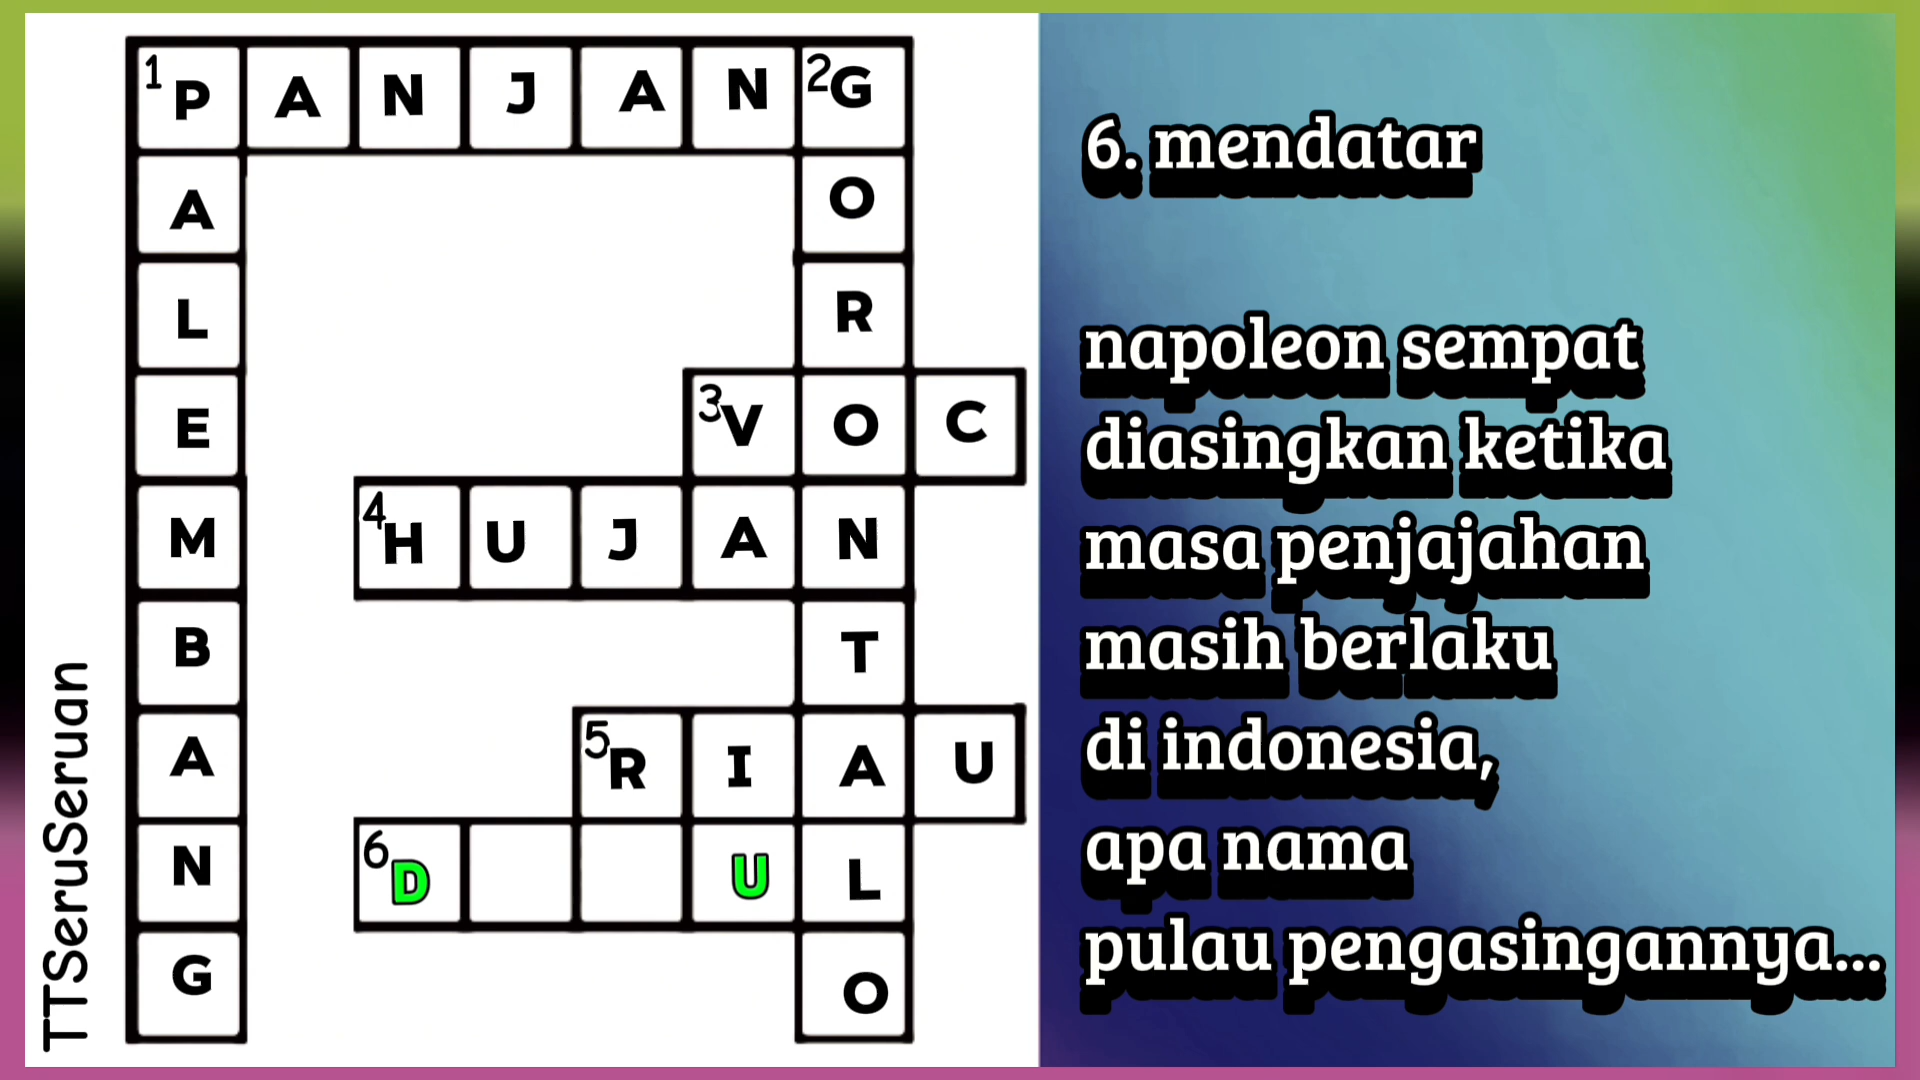 1 P A N J A N 2 G
A O
L R
E 3 V O C
M 4 H U J A N
B T
A 5 R I A U
N 6 D U L
G O
TTSeruSeruan
6. mendatar
napoleon sempat
diasingkan ketika
masa penjajahan
masih berlaku
di indonesia,
apa nama
pulau pengasingannya...